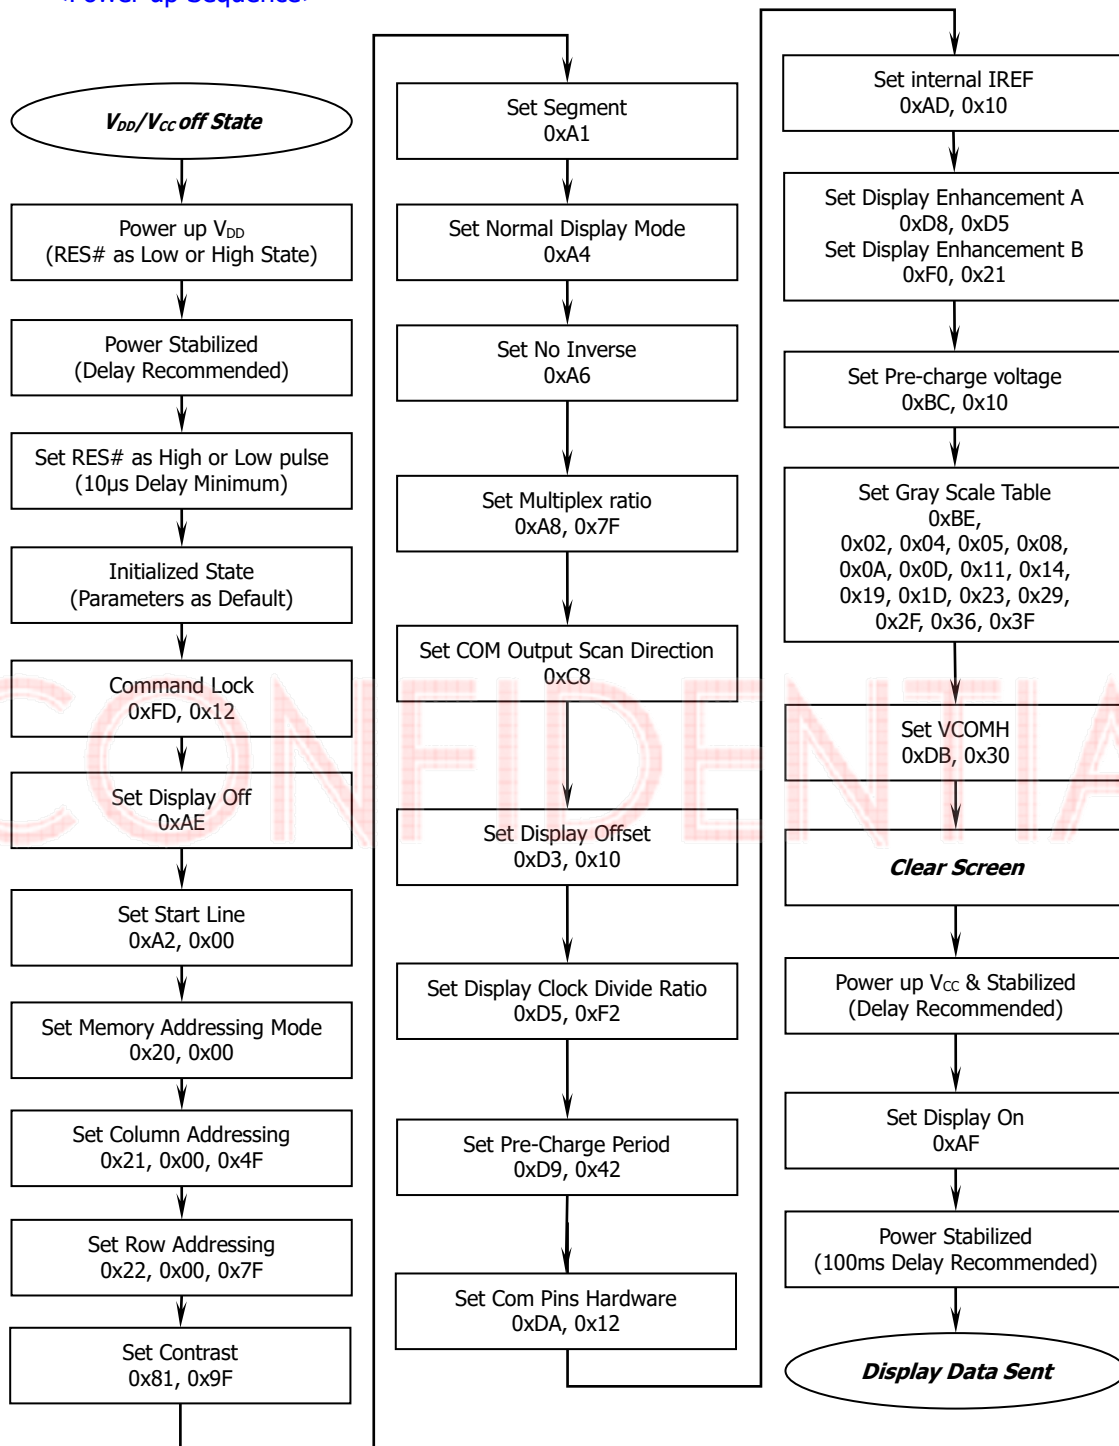 <Power up Sequence>
VDD/VCC off State
Power up VDD
(RES# as Low or High State)
Power Stabilized
(Delay Recommended)
Set RES# as High or Low pulse
(10µs Delay Minimum)
Initialized State
(Parameters as Default)
Command Lock
0xFD, 0x12
Set Display Off
0xAE
Set Start Line
0xA2, 0x00
Set Memory Addressing Mode
0x20, 0x00
Set Column Addressing
0x21, 0x00, 0x4F
Set Row Addressing
0x22, 0x00, 0x7F
Set Contrast
0x81, 0x9F
Set Segment
0xA1
Set Normal Display Mode
0xA4
Set No Inverse
0xA6
Set Multiplex ratio
0xA8, 0x7F
Set COM Output Scan Direction
0xC8
Set Display Offset
0xD3, 0x10
Set Display Clock Divide Ratio
0xD5, 0xF2
Set Pre-Charge Period
0xD9, 0x42
Set Com Pins Hardware
0xDA, 0x12
Set internal IREF
0xAD, 0x10
Set Display Enhancement A
0xD8, 0xD5
Set Display Enhancement B
0xF0, 0x21
Set Pre-charge voltage
0xBC, 0x10
Set Gray Scale Table
0xBE,
0x02, 0x04, 0x05, 0x08,
0x0A, 0x0D, 0x11, 0x14,
0x19, 0x1D, 0x23, 0x29,
0x2F, 0x36, 0x3F
Set VCOMH
0xDB, 0x30
Clear Screen
Power up VCC & Stabilized
(Delay Recommended)
Set Display On
0xAF
Power Stabilized
(100ms Delay Recommended)
Display Data Sent
CONFIDENTIA